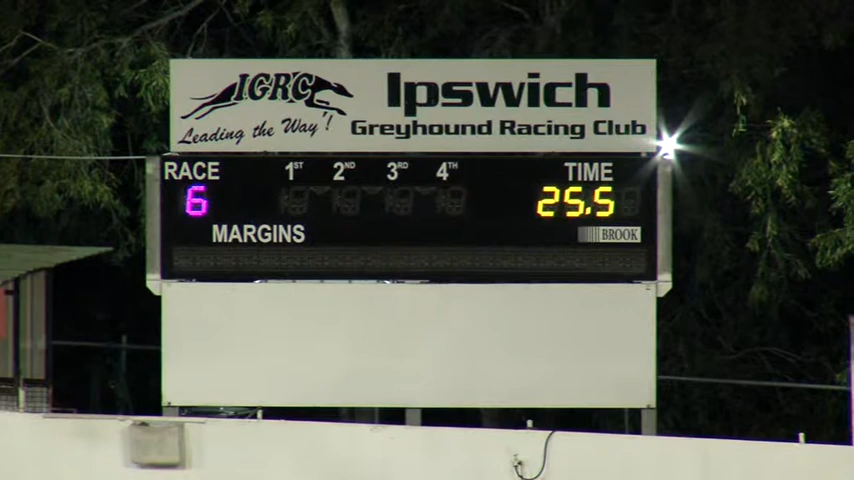 IGRC
Leading the Way!
Ipswich
Greyhound Racing Club
RACE 1ST 2ND 3RD 4TH TIME
6 25.5
MARGINS BROOK